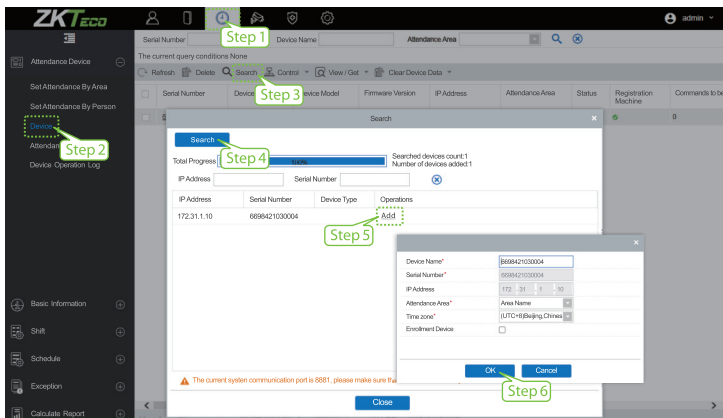 ZKTeco
admin
Step 1
Serial Number
Device Name
Attendance Area
The current query conditions None
Refresh Delete Search Control View / Get Clear Device Data
Step 3
Serial Number
Device Model
Firmware Version
IP Address
Attendance Area
Status
Registration Machine
Commands to be
0
Attendance Device
Set Attendance By Area
Set Attendance By Person
Device
Step 2
Device Operation Log
Basic Information
Shift
Schedule
Exception
Calculate Report
Search
Search
Step 4
Total Progress
100%
Searched devices count:1
Number of devices added:1
IP Address
Serial Number
IP Address
Serial Number
Device Type
Operations
172.31.1.10
6698421030004
Add
Step 5
Device Name*
6698421030004
Serial Number*
6698421030004
IP Address
172 . 31 . 1 . 10
Attendance Area*
Area Name
Time zone*
(UTC+8)Beijing,Chines
Enrollment Device
OK
Cancel
Step 6
The current systen communication port is 8881, please make sure
Close